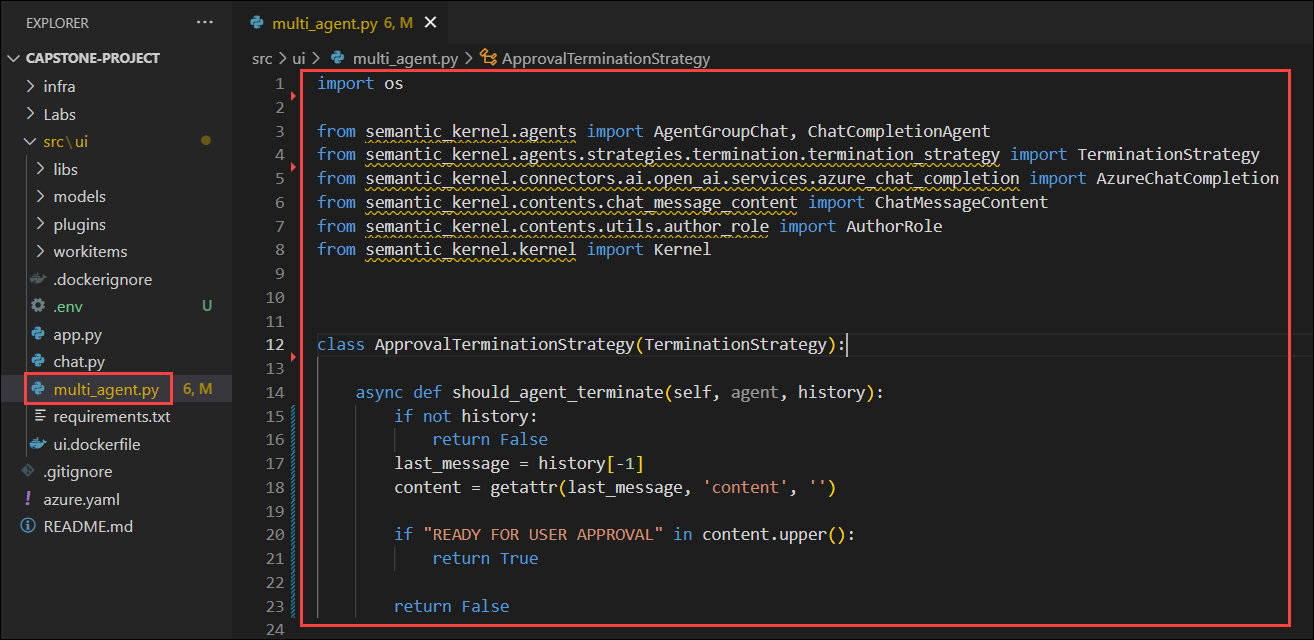 EXPLORER ···
CAPSTONE-PROJECT
infra
Labs
src\ui
libs
models
plugins
workitems
.dockerignore
.env U
app.py
chat.py
multi_agent.py 6, M
requirements.txt
ui.dockerfile
.gitignore
azure.yaml
README.md
multi_agent.py 6, M
src > ui > multi_agent.py > ApprovalTerminationStrategy
1 import os
2
3 from semantic_kernel.agents import AgentGroupChat, ChatCompletionAgent
4 from semantic_kernel.agents.strategies.termination.termination_strategy import TerminationStrategy
5 from semantic_kernel.connectors.ai.open_ai.services.azure_chat_completion import AzureChatCompletion
6 from semantic_kernel.contents.chat_message_content import ChatMessageContent
7 from semantic_kernel.contents.utils.author_role import AuthorRole
8 from semantic_kernel.kernel import Kernel
9
10
11
12 class ApprovalTerminationStrategy(TerminationStrategy):
13
14 async def should_agent_terminate(self, agent, history):
15 if not history:
16 return False
17 last_message = history[-1]
18 content = getattr(last_message, 'content', '')
19
20 if "READY FOR USER APPROVAL" in content.upper():
21 return True
22
23 return False
24